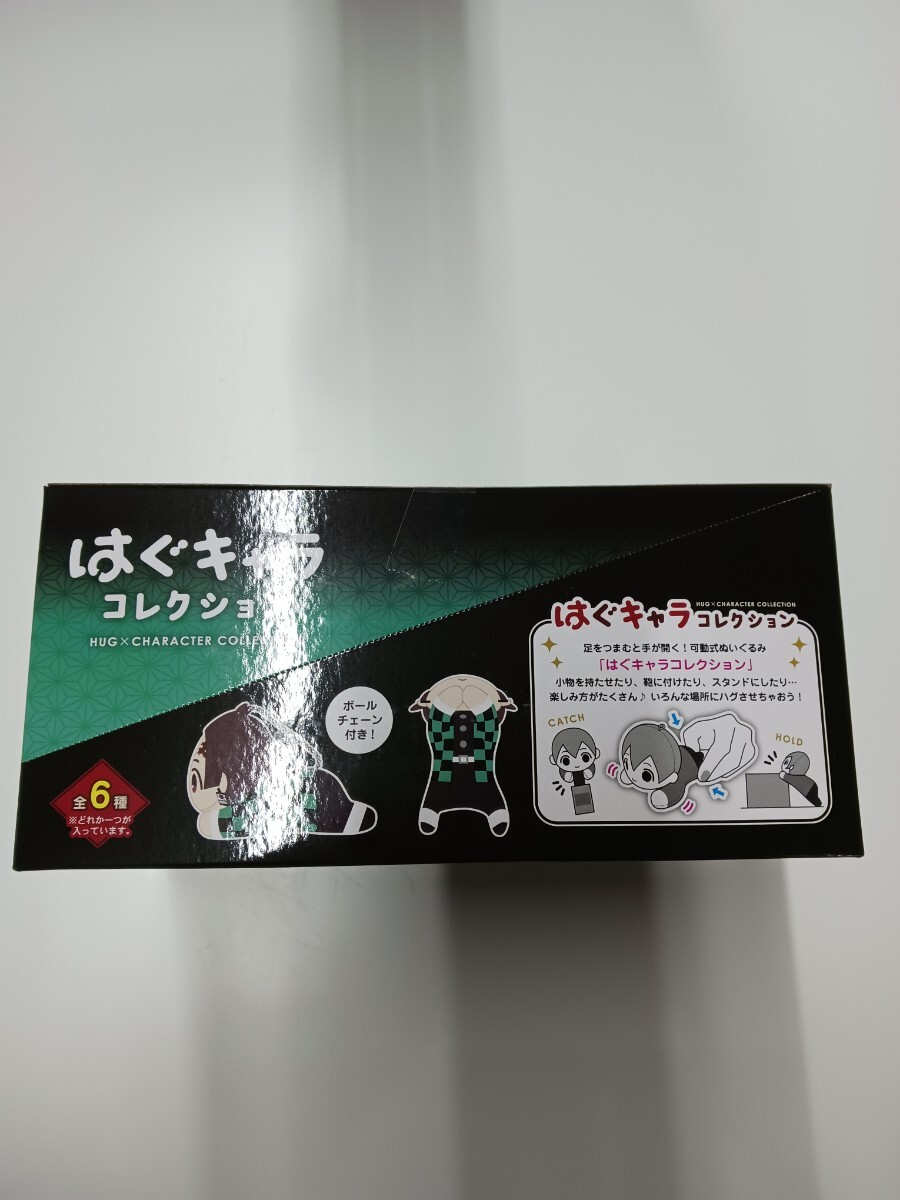 はぐキャラ
コレクショ
HUG×CHARACTER COLLE
ボール
チェーン
付き!
全6種
※どれか一つが
入っています。
HUG×CHARACTER COLLECTION
はぐキャラコレクション
足をつまむと手が開く!可動式ぬいぐるみ
「はぐキャラコレクション」
小物を持たせたり、鞄に付けたり、スタンドにしたり…
楽しみ方がたくさん♪いろんな場所にハグさせちゃおう!
CATCH
HOLD